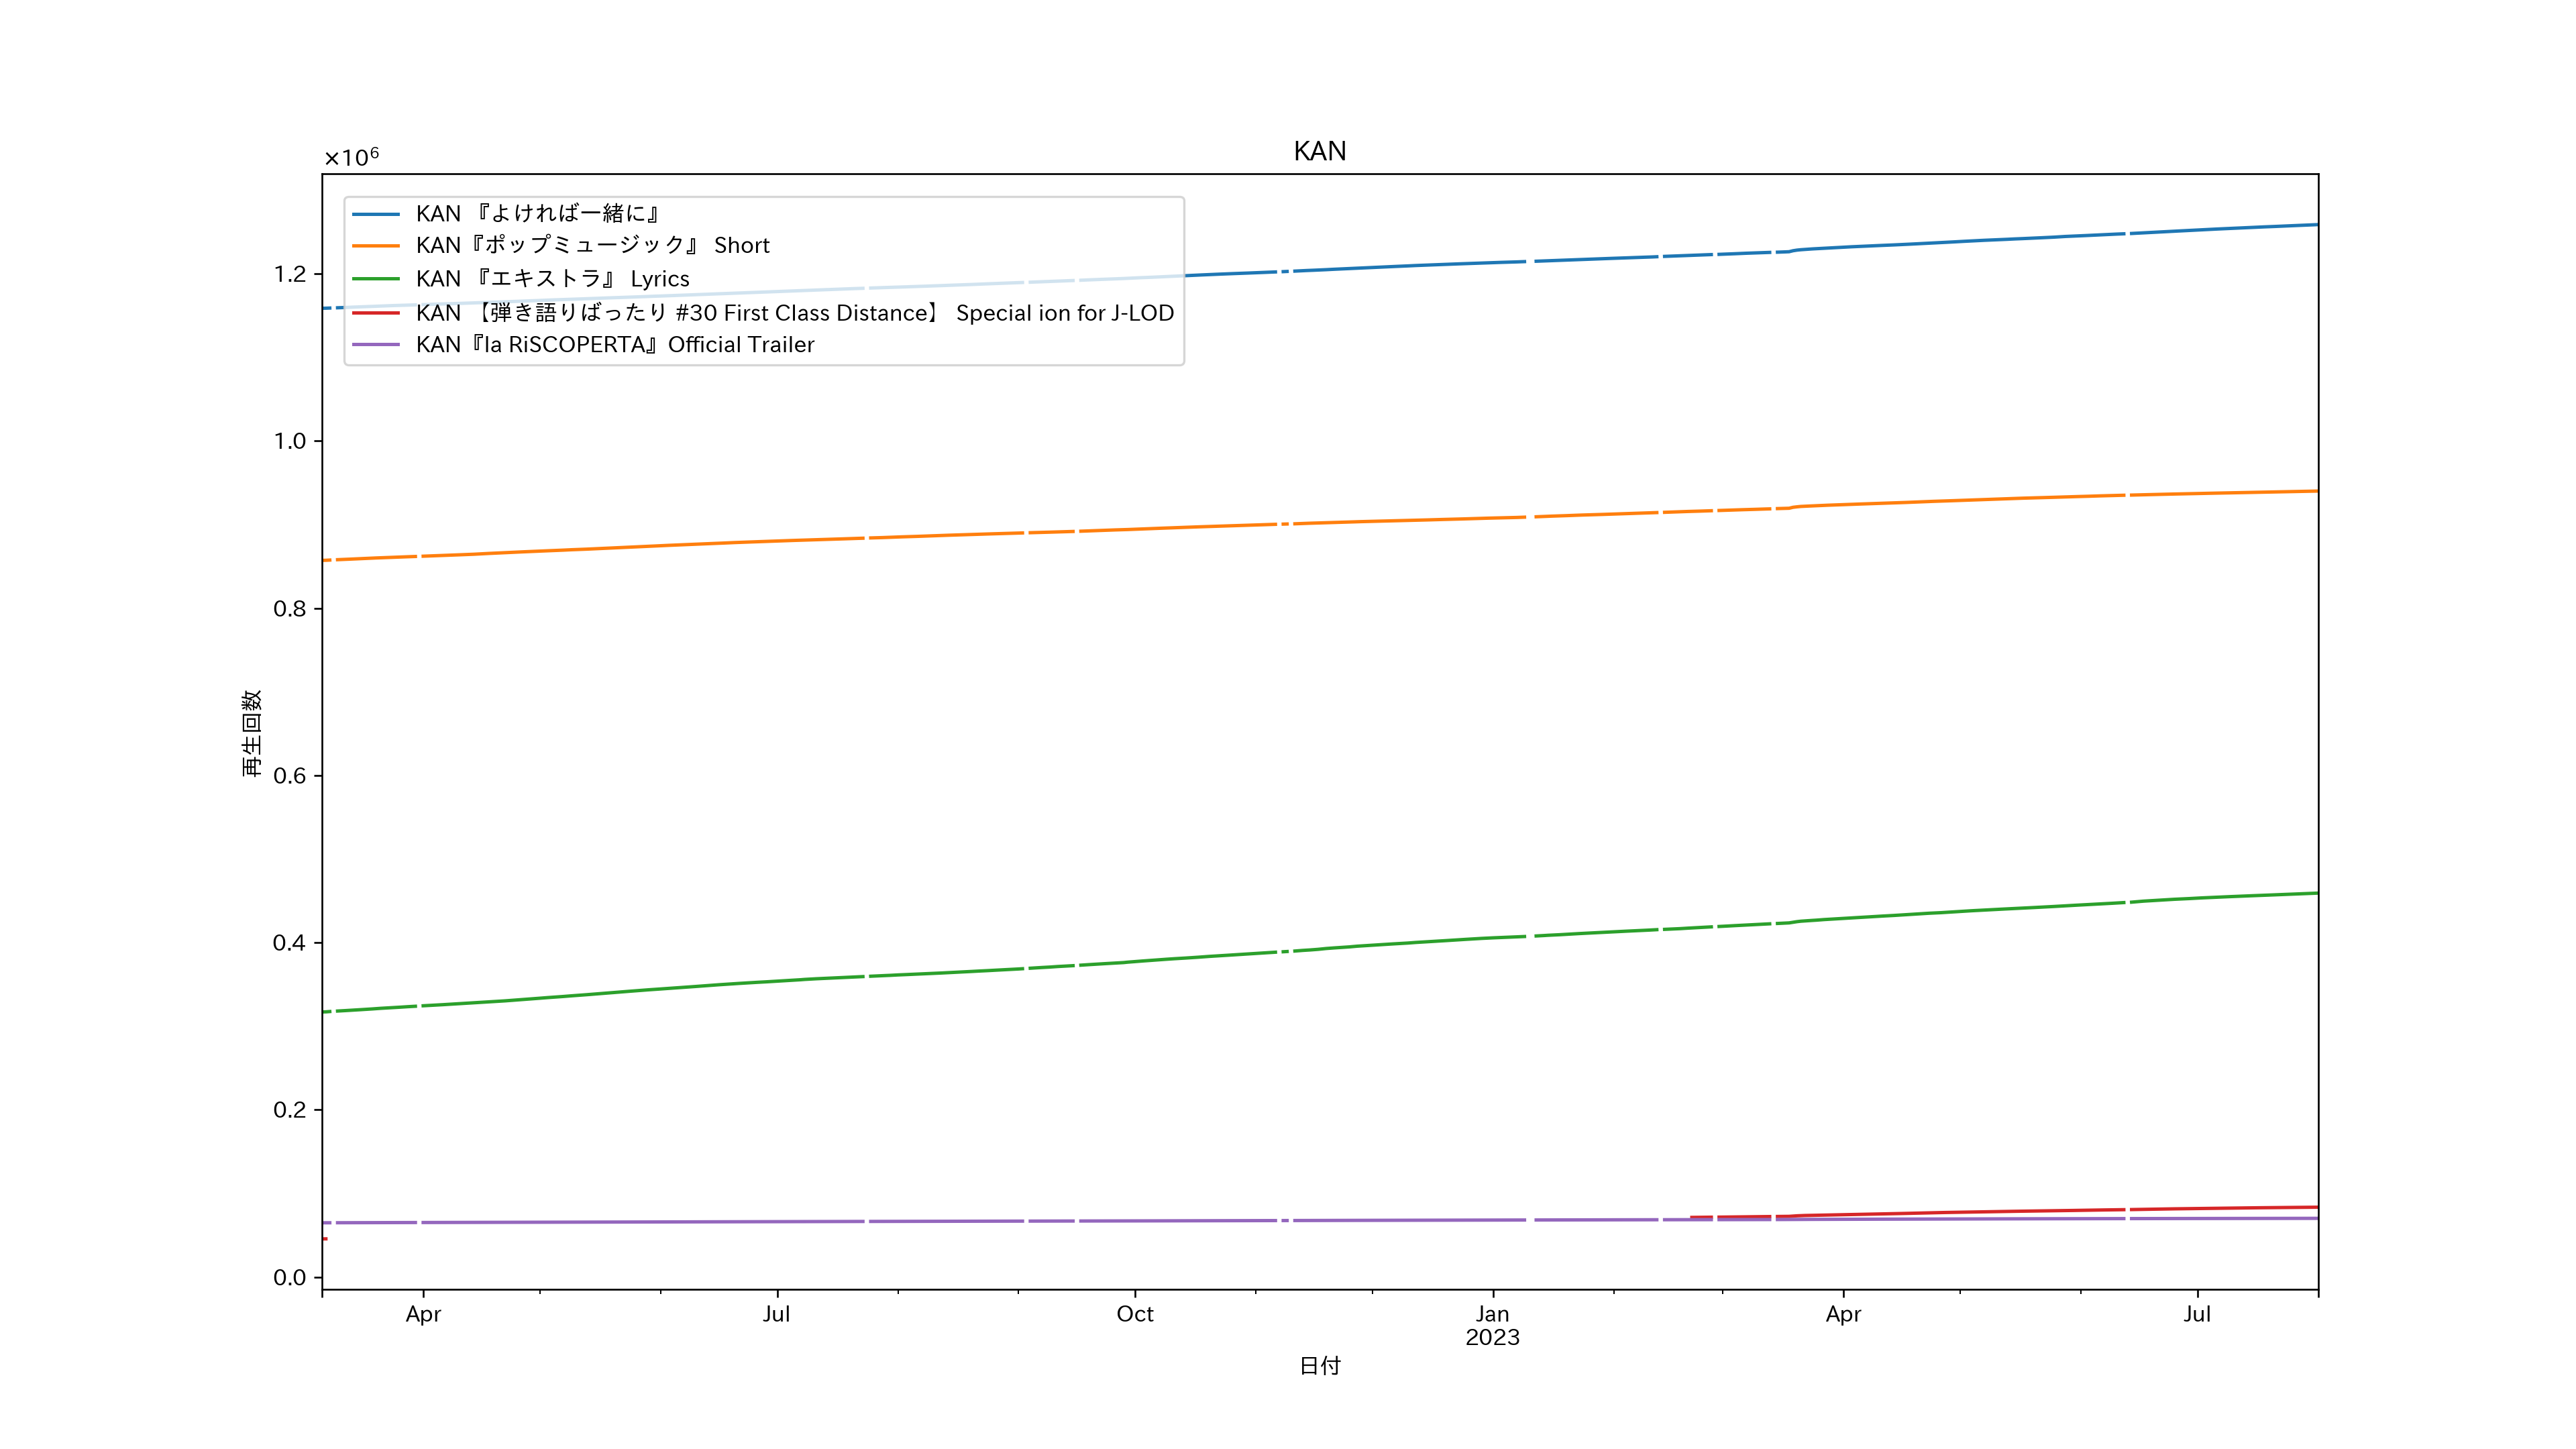 KAN
×10⁶
KAN 『よければ一緒に』
KAN『ポップミュージック』 Short
KAN 『エキストラ』 Lyrics
KAN 【弾き語りばったり #30 First Class Distance】 Special ion for J-LOD
KAN『la RiSCOPERTA』Official Trailer
1.2
1.0
0.8
0.6
0.4
0.2
0.0
再生回数
Apr
Jul
Oct
Jan
2023
Apr
Jul
日付